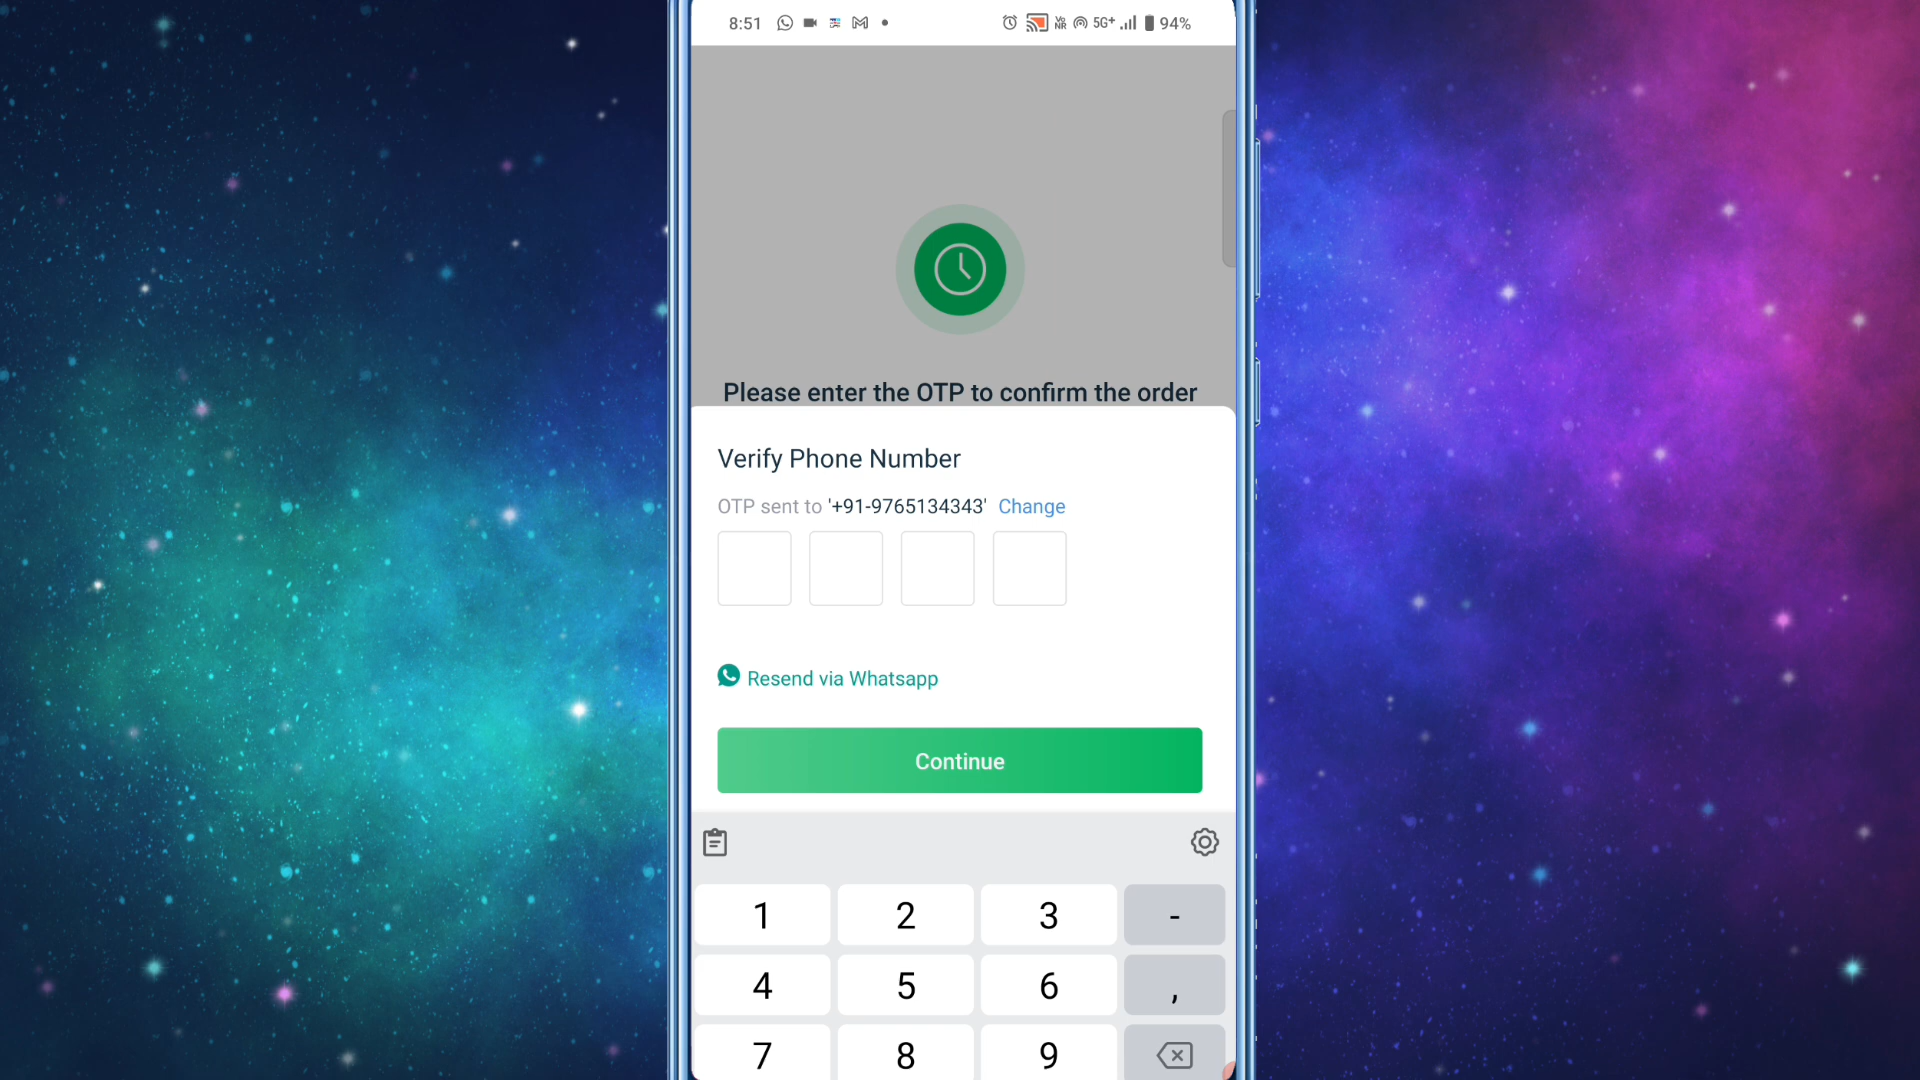 8:51 5G+ 94%
Please enter the OTP to confirm the order
Verify Phone Number
OTP sent to '+91-9765134343' Change
Resend via Whatsapp
Continue
1 2 3 -
4 5 6 ,
7 8 9